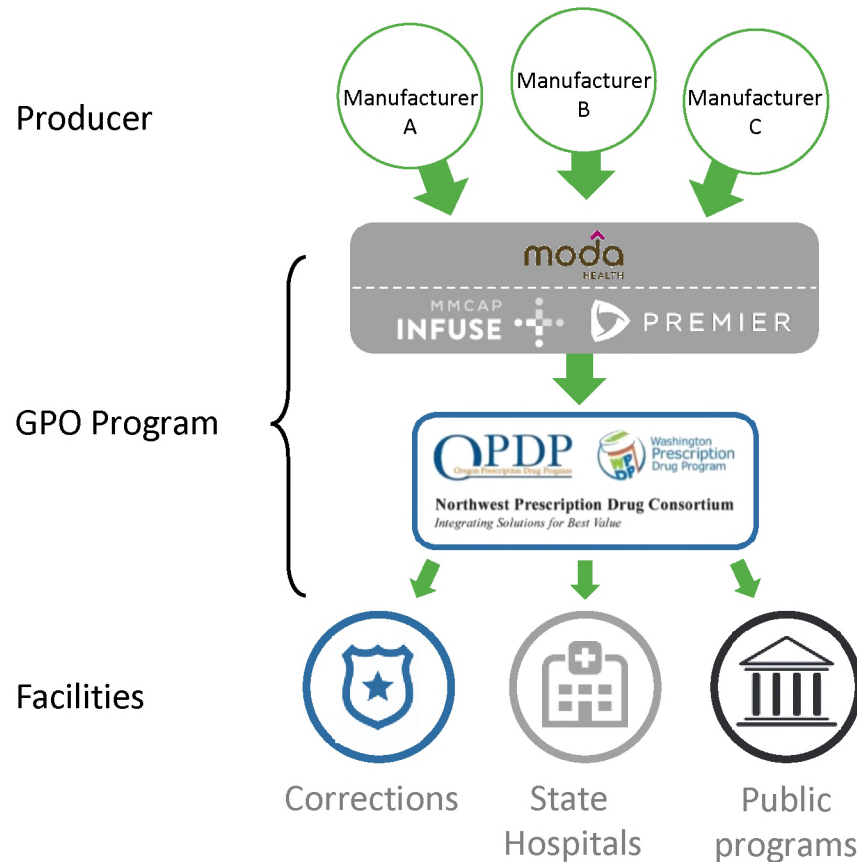 Producer
Manufacturer
A
Manufacturer
B
Manufacturer
C
moda
HEALTH
MMCAP
INFUSE
PREMIER
GPO Program
OPDP
Oregon Prescription Drug Program
WPDP
Washington
Prescription
Drug Program
Northwest Prescription Drug Consortium
Integrating Solutions for Best Value
Facilities
Corrections
State
Hospitals
Public
programs